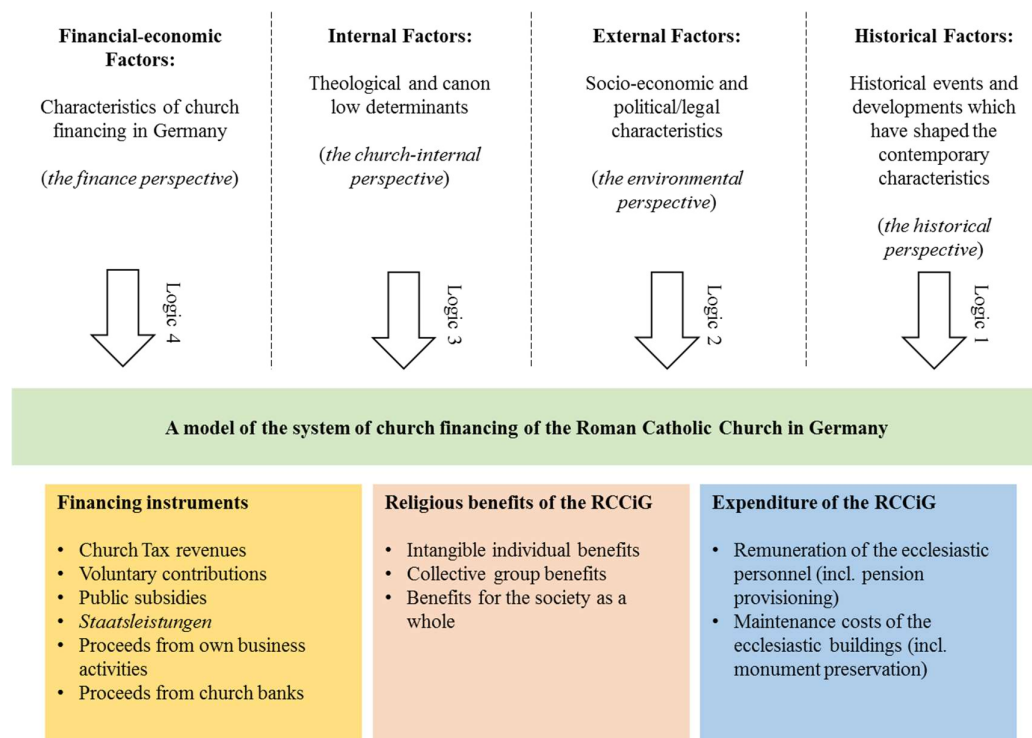 Financial-economic
Factors:
Characteristics of church
financing in Germany
(the finance perspective)
Logic 4
Internal Factors:
Theological and canon
low determinants
(the church-internal
perspective)
Logic 3
External Factors:
Socio-economic and
political/legal
characteristics
(the environmental
perspective)
Logic 2
Historical Factors:
Historical events and
developments which
have shaped the
contemporary
characteristics
(the historical
perspective)
Logic 1
A model of the system of church financing of the Roman Catholic Church in Germany
Financing instruments
• Church Tax revenues
• Voluntary contributions
• Public subsidies
• Staatsleistungen
• Proceeds from own business
activities
• Proceeds from church banks
Religious benefits of the RCCiG
• Intangible individual benefits
• Collective group benefits
• Benefits for the society as a
whole
Expenditure of the RCCiG
• Remuneration of the ecclesiastic
personnel (incl. pension
provisioning)
• Maintenance costs of the
ecclesiastic buildings (incl.
monument preservation)